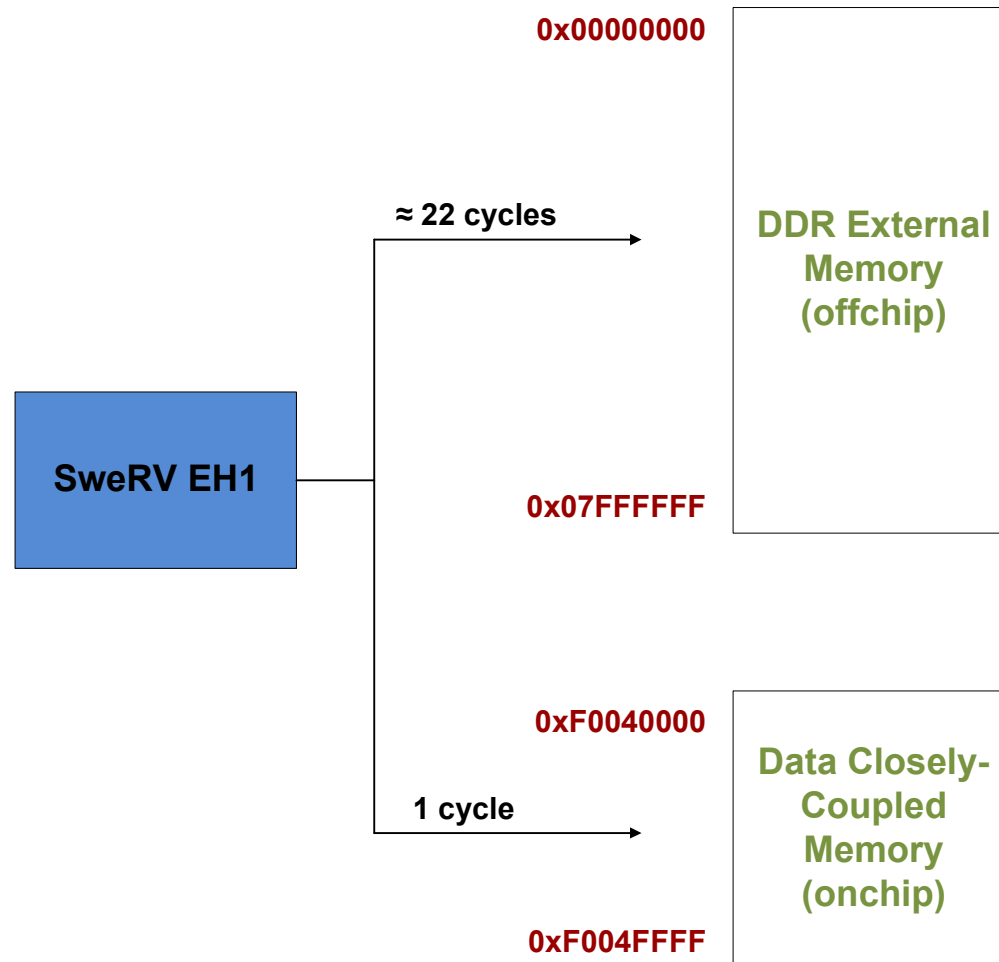 0x00000000
≈ 22 cycles
DDR External
Memory
(offchip)
SweRV EH1
0x07FFFFFF
0xF0040000
Data Closely-
Coupled
Memory
(onchip)
1 cycle
0xF004FFFF